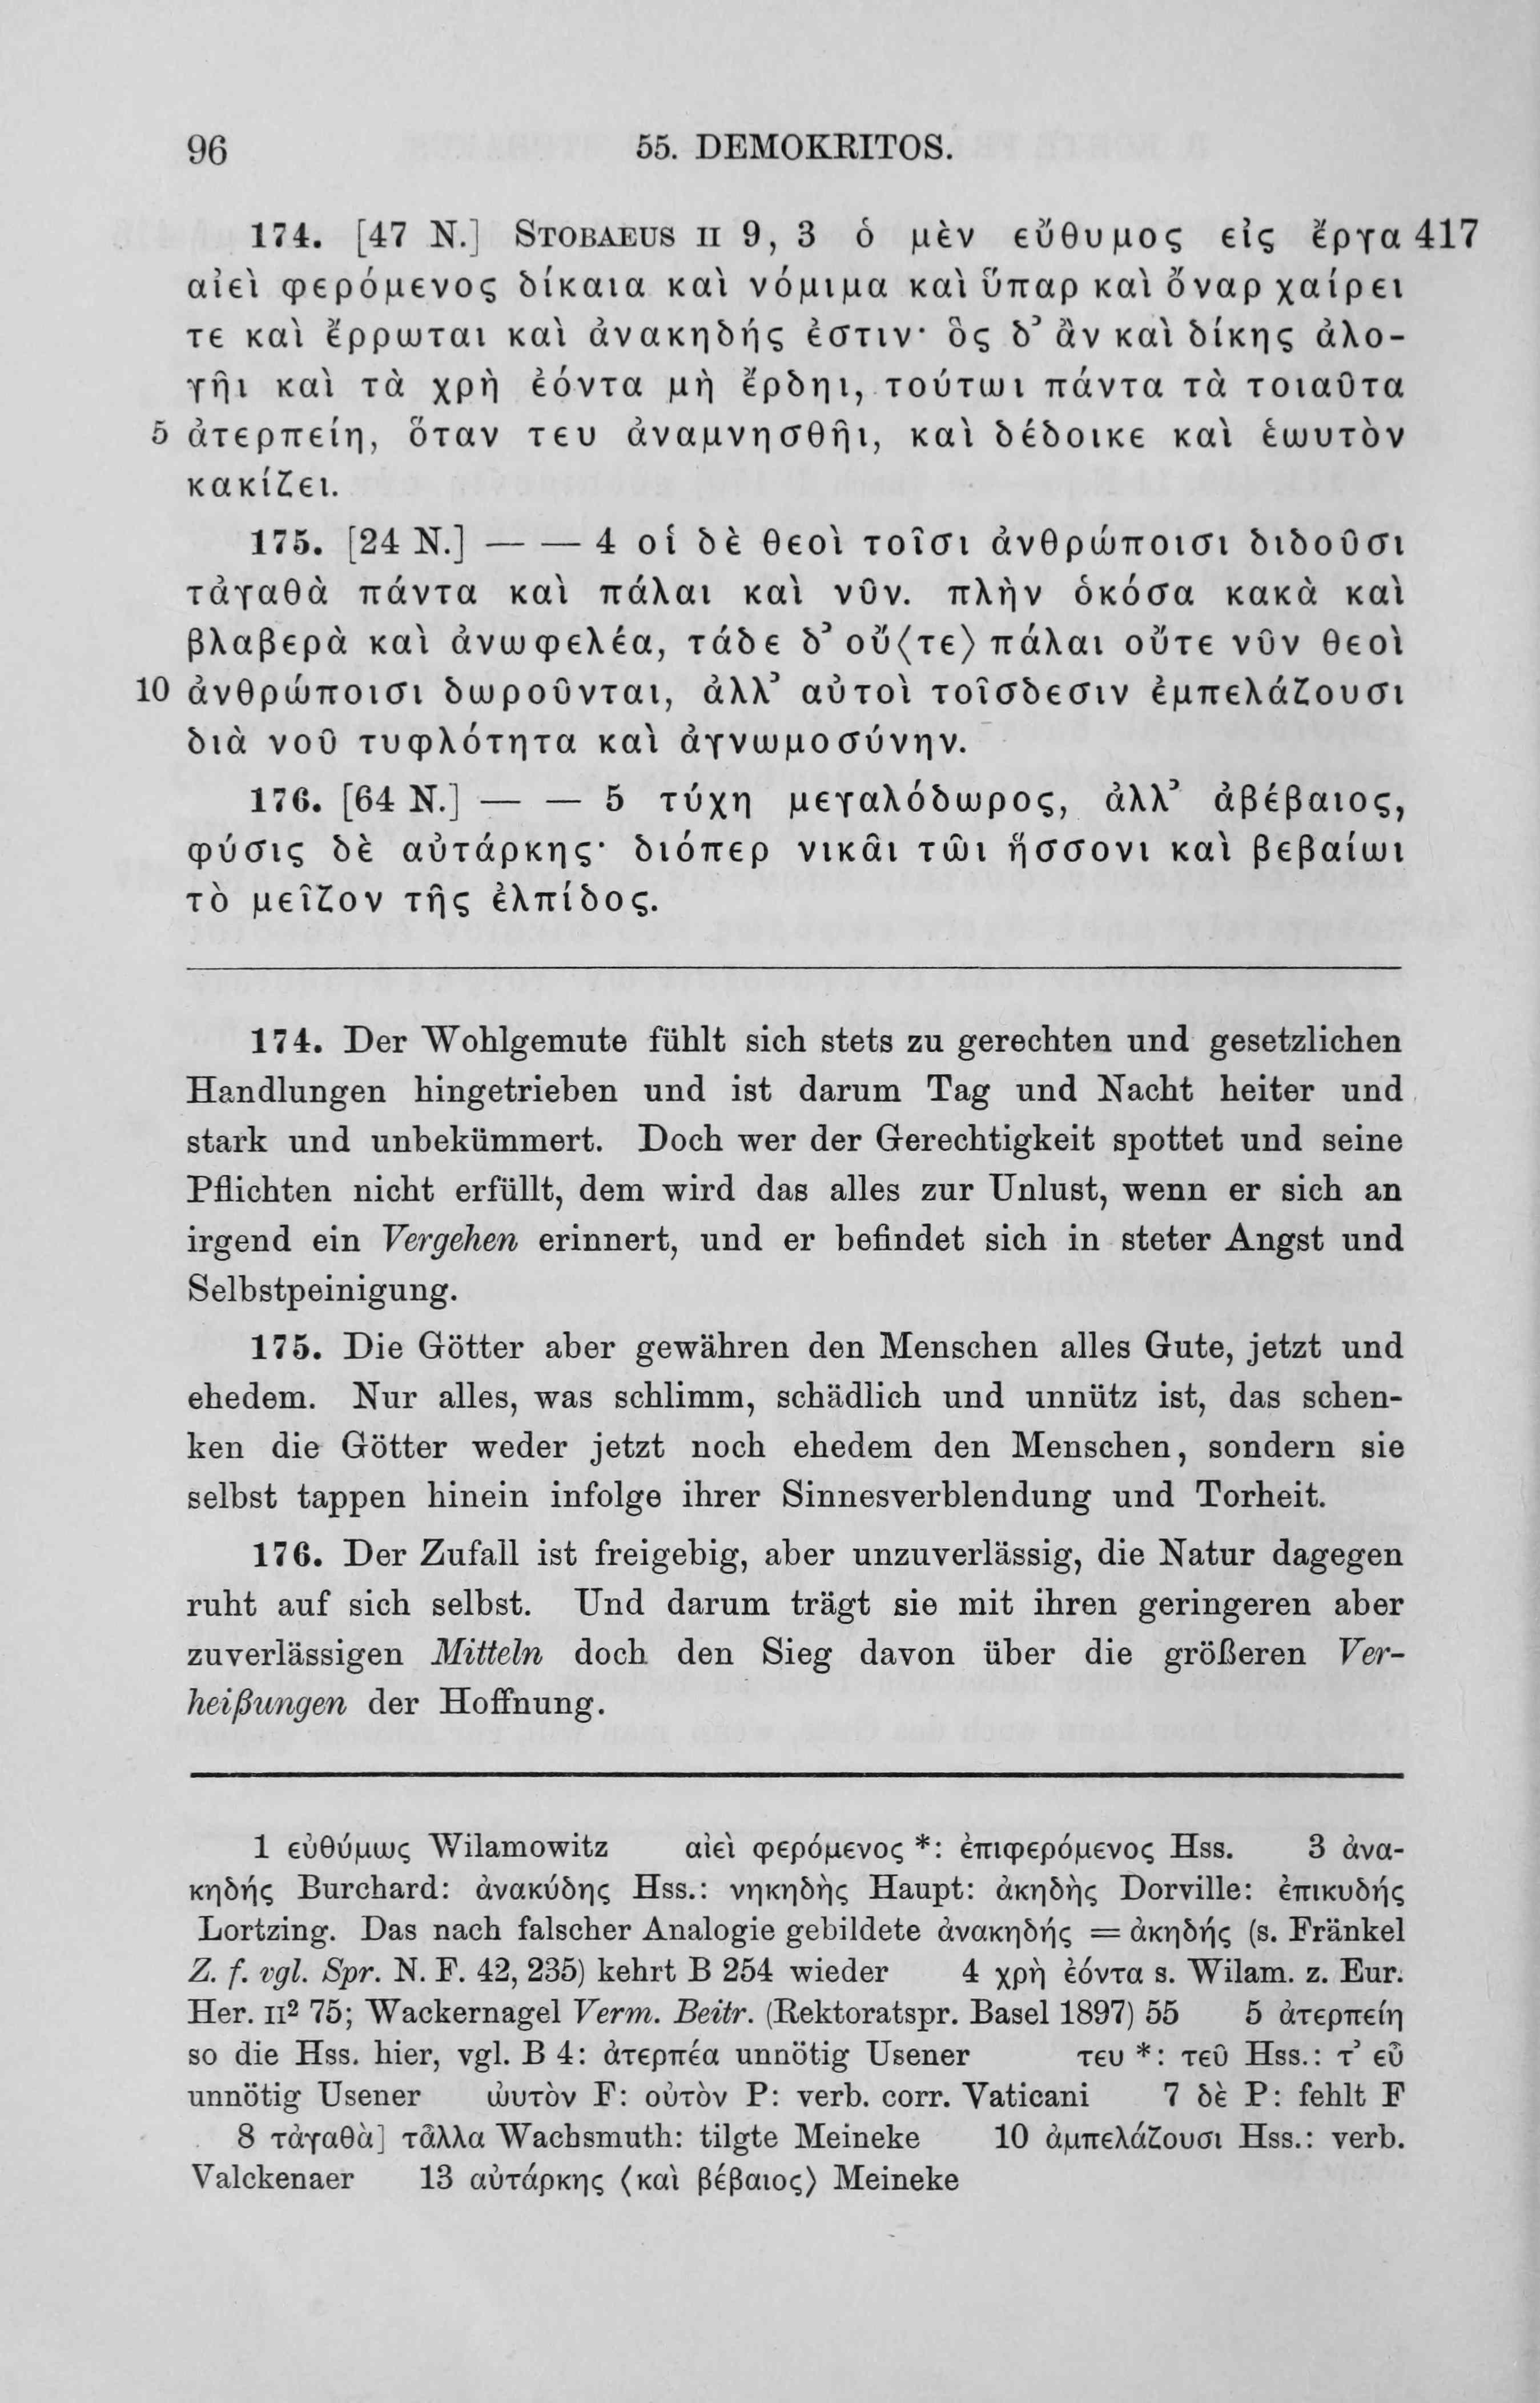 96 55. DEMOKRITOS.
174. [47 N.] STOBAEUS II 9, 3 ὁ μὲν εὔθυμος εἰς ἔργα 417
αἰεὶ φερόμενος δίκαια καὶ νόμιμα καὶ ὕπαρ καὶ ὄναρ χαίρει
τε καὶ ἔρρωται καὶ ἀνακηδής ἐστιν· ὃς δ’ ἂν καὶ δίκης ἀλο-
γῆι καὶ τὰ χρὴ ἐόντα μὴ ἔρδηι, τούτωι πάντα τὰ τοιαῦτα
5 ἀτερπείη, ὅταν τευ ἀναμνησθῆι, καὶ δέδοικε καὶ ἑωυτὸν
κακίζει.
175. [24 N.] — — 4 οἱ δὲ θεοὶ τοῖσι ἀνθρώποισι διδοῦσι
τἀγαθὰ πάντα καὶ πάλαι καὶ νῦν. πλὴν ὁκόσα κακὰ καὶ
βλαβερὰ καὶ ἀνωφελέα, τάδε δ’ οὔ⟨τε⟩ πάλαι οὔτε νῦν θεοὶ
10 ἀνθρώποισι δωροῦνται, ἀλλ’ αὐτοὶ τοῖσδεσιν ἐμπελάζουσι
διὰ νοῦ τυφλότητα καὶ ἀγνωμοσύνην.
176. [64 N.] — — 5 τύχη μεγαλόδωρος, ἀλλ’ ἀβέβαιος,
φύσις δὲ αὐτάρκης· διόπερ νικᾶι τῶι ἥσσονι καὶ βεβαίωι
τὸ μεῖζον τῆς ἐλπίδος.
174. Der Wohlgemute fühlt sich stets zu gerechten und gesetzlichen
Handlungen hingetrieben und ist darum Tag und Nacht heiter und
stark und unbekümmert. Doch wer der Gerechtigkeit spottet und seine
Pflichten nicht erfüllt, dem wird das alles zur Unlust, wenn er sich an
irgend ein Vergehen erinnert, und er befindet sich in steter Angst und
Selbstpeinigung.
175. Die Götter aber gewähren den Menschen alles Gute, jetzt und
ehedem. Nur alles, was schlimm, schädlich und unnütz ist, das schen-
ken die Götter weder jetzt noch ehedem den Menschen, sondern sie
selbst tappen hinein infolge ihrer Sinnesverblendung und Torheit.
176. Der Zufall ist freigebig, aber unzuverlässig, die Natur dagegen
ruht auf sich selbst. Und darum trägt sie mit ihren geringeren aber
zuverlässigen Mitteln doch den Sieg davon über die größeren Ver-
heißungen der Hoffnung.
1 εὐθύμως Wilamowitz αἰεὶ φερόμενος *: ἐπιφερόμενος Hss. 3 ἀνα-
κηδής Burchard: ἀνακύδης Hss.: νηκηδὴς Haupt: ἀκηδὴς Dorville: ἐπικυδής
Lortzing. Das nach falscher Analogie gebildete ἀνακηδής = ἀκηδής (s. Fränkel
Z. f. vgl. Spr. N. F. 42, 235) kehrt B 254 wieder 4 χρὴ ἐόντα s. Wilam. z. Eur.
Her. II² 75; Wackernagel Verm. Beitr. (Rektoratspr. Basel 1897) 55 5 ἀτερπείη
so die Hss. hier, vgl. B 4: ἀτερπέα unnötig Usener τευ *: τεῦ Hss.: τ’ εὖ
unnötig Usener ὠυτὸν F: οὐτὸν P: verb. corr. Vaticani 7 δὲ P: fehlt F
8 τἀγαθὰ] τἆλλα Wachsmuth: tilgte Meineke 10 ἀμπελάζουσι Hss.: verb.
Valckenaer 13 αὐτάρκης ⟨καὶ βέβαιος⟩ Meineke